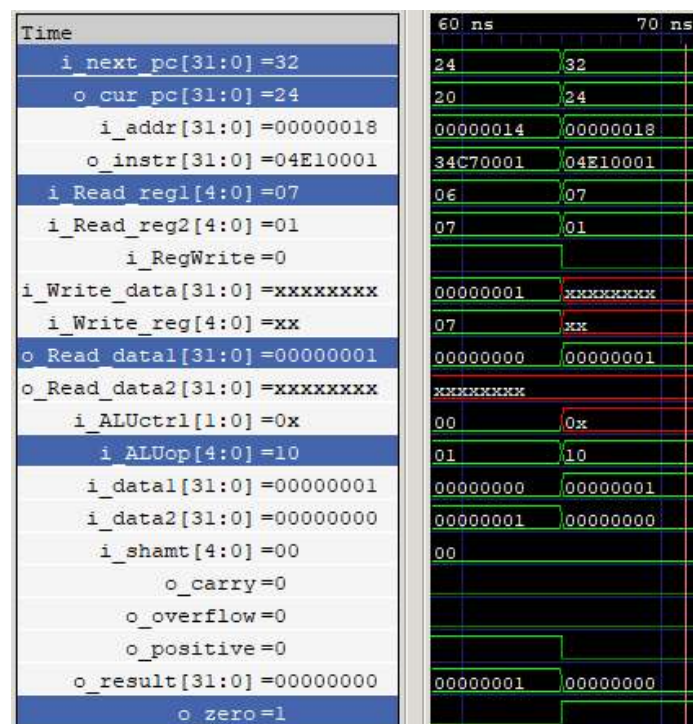 Time 60 ns 70 ns
i_next_pc[31:0]=32 24 32
o_cur_pc[31:0]=24 20 24
i_addr[31:0]=00000018 00000014 00000018
o_instr[31:0]=04E10001 34C70001 04E10001
i_Read_reg1[4:0]=07 06 07
i_Read_reg2[4:0]=01 07 01
i_RegWrite=0
i_Write_data[31:0]=xxxxxxxx 00000001 xxxxxxxx
i_Write_reg[4:0]=xx 07 xx
o_Read_data1[31:0]=00000001 00000000 00000001
o_Read_data2[31:0]=xxxxxxxx xxxxxxxx
i_ALUctrl[1:0]=0x 00 0x
i_ALUop[4:0]=10 01 10
i_data1[31:0]=00000001 00000000 00000001
i_data2[31:0]=00000000 00000001 00000000
i_shamt[4:0]=00 00
o_carry=0
o_overflow=0
o_positive=0
o_result[31:0]=00000000 00000001 00000000
o_zero=1